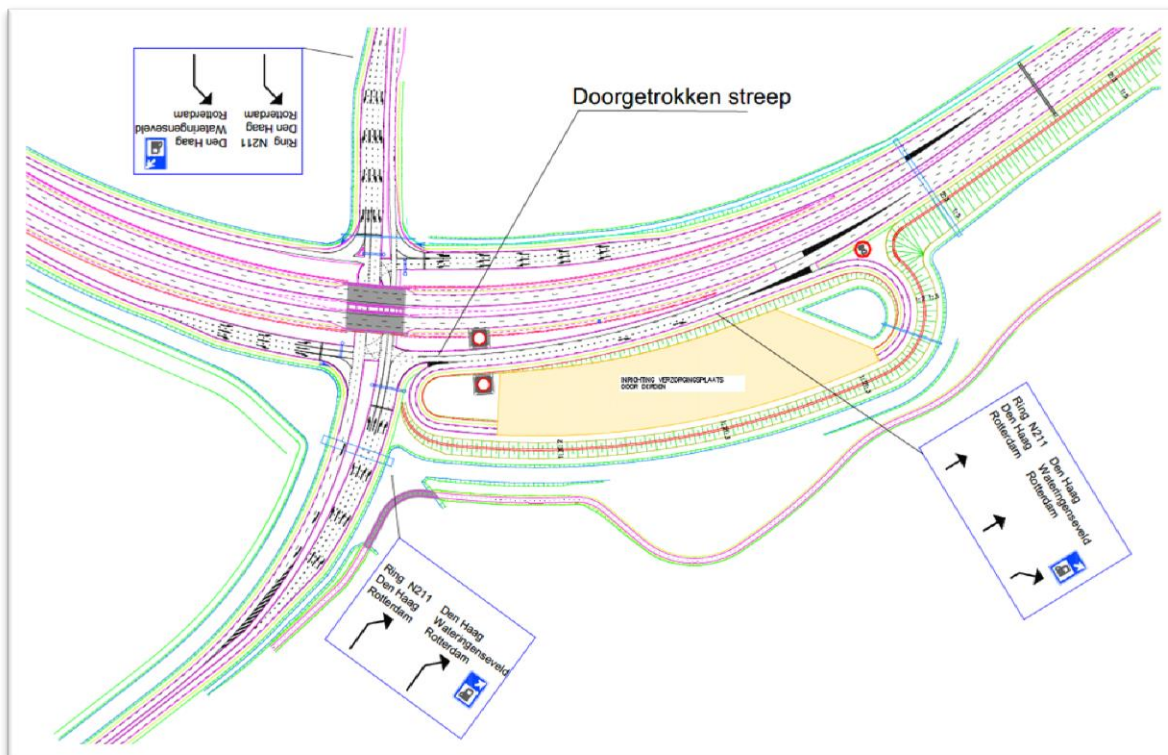 Doorgetrokken streep
Ring N211
Den Haag
Rotterdam
Den Haag
Wateringenseveld
Rotterdam
INRICHTING VERZORGINGSPLAATS
DOOR DERDEN
Ring N211
Den Haag
Rotterdam
Den Haag
Wateringenseveld
Rotterdam
Ring N211
Den Haag
Rotterdam
Den Haag
Wateringenseveld
Rotterdam